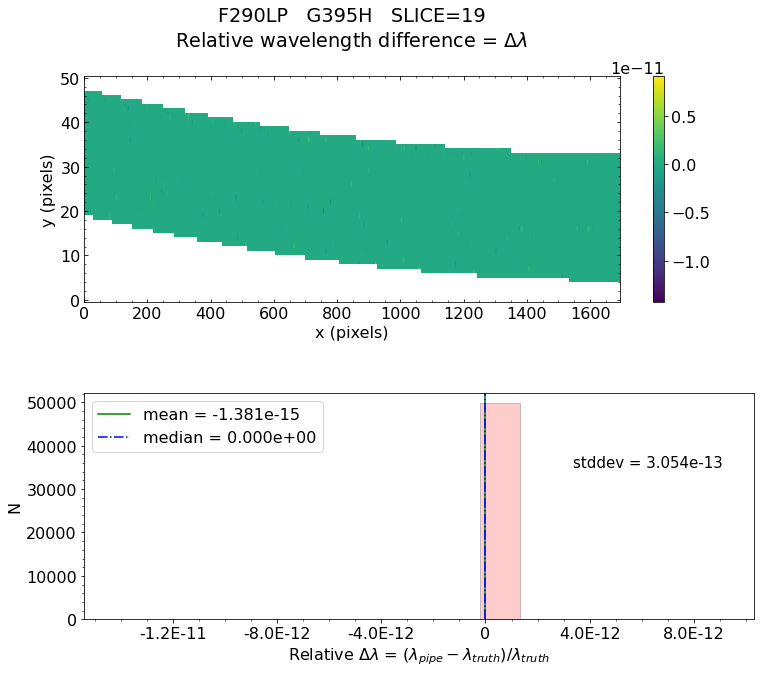 F290LP   G395H   SLICE=19
Relative wavelength difference = Δλ
1e−11
50
40
30
20
10
0
y (pixels)
0 200 400 600 800 1000 1200 1400 1600
x (pixels)
0.5
0.0
−0.5
−1.0
50000
40000
30000
20000
10000
0
N
mean = -1.381e-15
median = 0.000e+00
stddev = 3.054e-13
-1.2E-11 -8.0E-12 -4.0E-12 0 4.0E-12 8.0E-12
Relative Δλ = (λpipe − λtruth)/λtruth